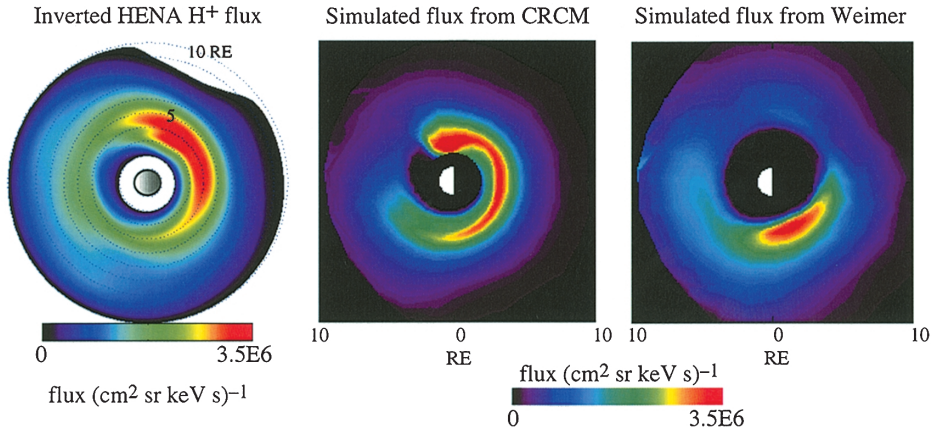 Inverted HENA H+ flux
Simulated flux from CRCM
Simulated flux from Weimer
10 RE
5
0
3.5E6
flux (cm2 sr keV s)–1
10
0
10
RE
10
0
10
RE
flux (cm2 sr keV s)–1
0
3.5E6